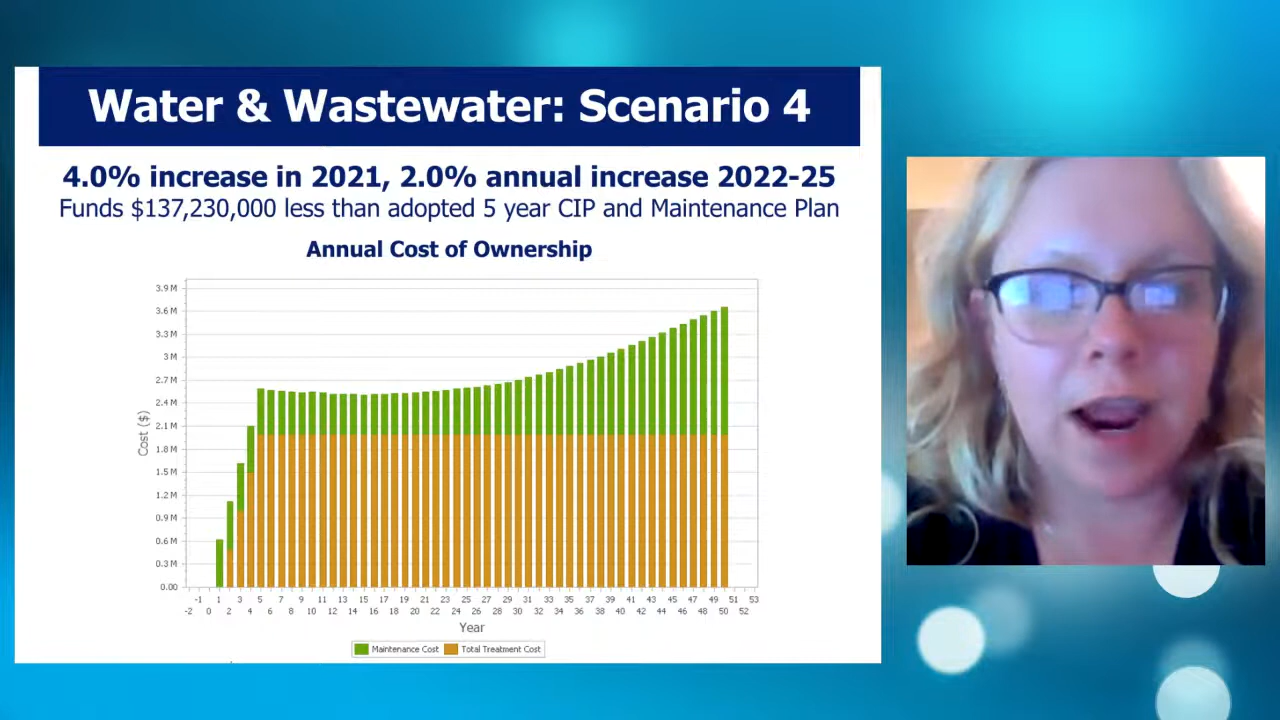 Water & Wastewater: Scenario 4
4.0% increase in 2021, 2.0% annual increase 2022-25
Funds $137,230,000 less than adopted 5 year CIP and Maintenance Plan
Annual Cost of Ownership
3.9 M
3.6 M
3.3 M
3 M
2.7 M
2.4 M
2.1 M
1.8 M
1.5 M
1.2 M
0.9 M
0.6 M
0.3 M
0.00
Cost ($)
-1 1 3 5 7 9 11 13 15 17 19 21 23 25 27 29 31 33 35 37 39 41 43 45 47 49 51 53
-2 0 2 4 6 8 10 12 14 16 18 20 22 24 26 28 30 32 34 36 38 40 42 44 46 48 50 52
Year
Maintenance Cost Total Treatment Cost